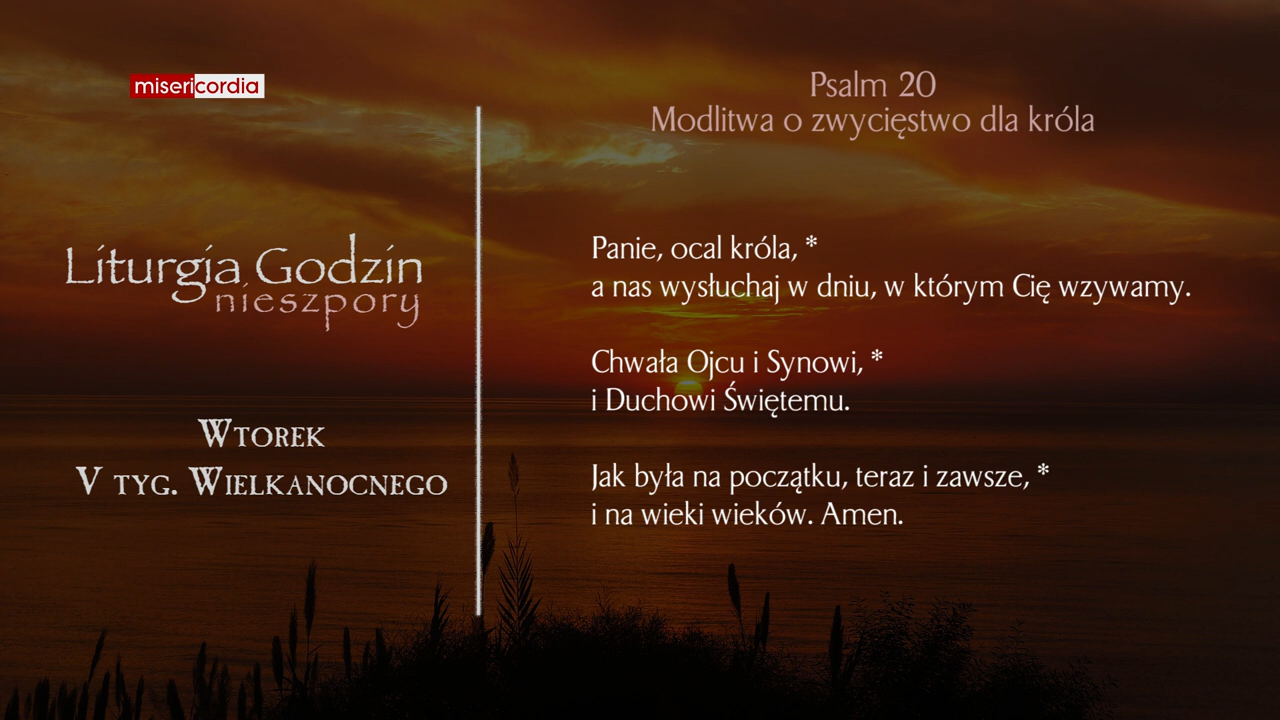 misericordia
Liturgia Godzin
nieszpory
Wtorek
V tyg. Wielkanocnego
Psalm 20
Modlitwa o zwycięstwo dla króla
Panie, ocal króla, *
a nas wysłuchaj w dniu, w którym Cię wzywamy.
Chwała Ojcu i Synowi, *
i Duchowi Świętemu.
Jak była na początku, teraz i zawsze, *
i na wieki wieków. Amen.